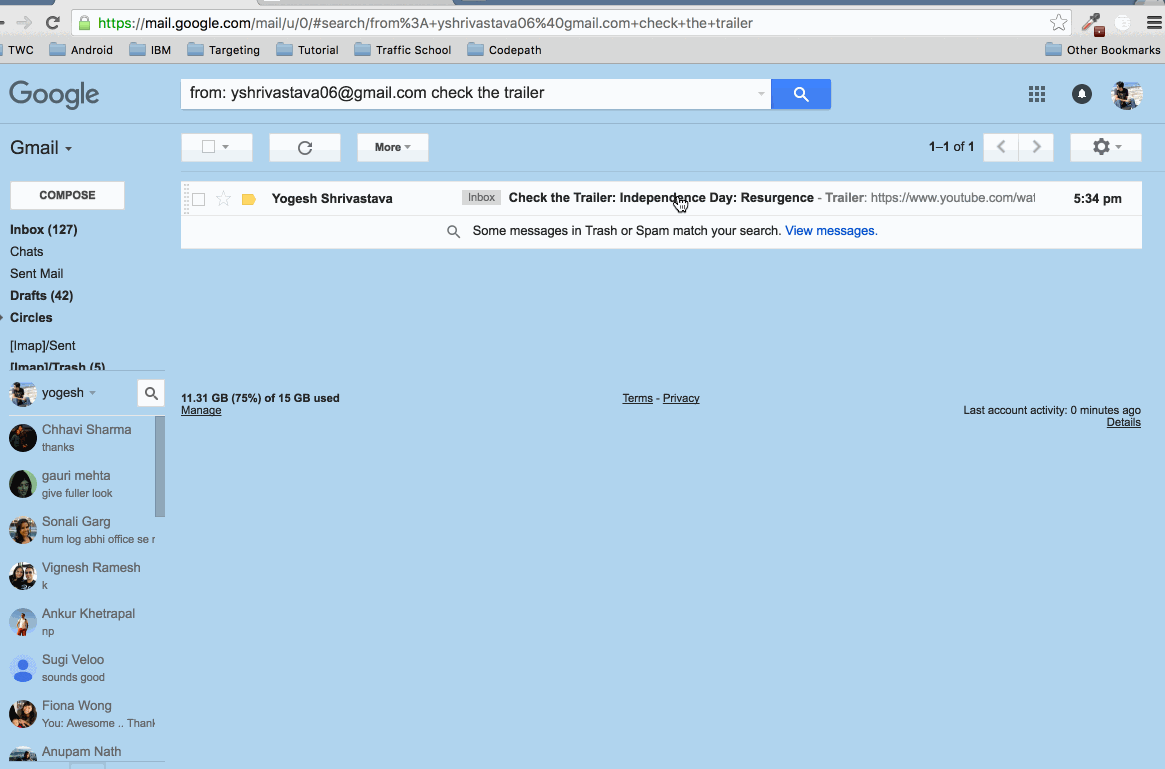 https://mail.google.com/mail/u/0/#search/from%3A+yshrivastava06%40gmail.com+check+the+trailer
TWC Android IBM Targeting Tutorial Traffic School Codepath Other Bookmarks
Google
from: yshrivastava06@gmail.com check the trailer
Gmail
More
1–1 of 1
COMPOSE
Yogesh Shrivastava Inbox Check the Trailer: Independence Day: Resurgence - Trailer: https://www.youtube.com/wat 5:34 pm
Some messages in Trash or Spam match your search. View messages.
Inbox (127)
Chats
Sent Mail
Drafts (42)
Circles
[Imap]/Sent
[Imap]/Trash (5)
yogesh
11.31 GB (75%) of 15 GB used
Manage
Terms - Privacy
Last account activity: 0 minutes ago
Details
Chhavi Sharma
thanks
gauri mehta
give fuller look
Sonali Garg
hum log abhi office se r
Vignesh Ramesh
k
Ankur Khetrapal
np
Sugi Veloo
sounds good
Fiona Wong
You: Awesome .. Thank
Anupam Nath